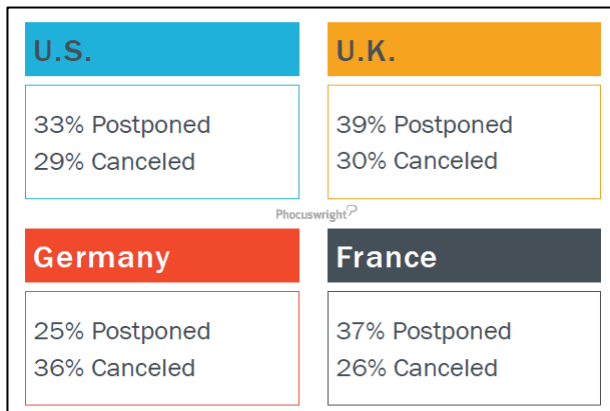 U.S.
33% Postponed
29% Canceled
U.K.
39% Postponed
30% Canceled
Phocuswright
Germany
25% Postponed
36% Canceled
France
37% Postponed
26% Canceled